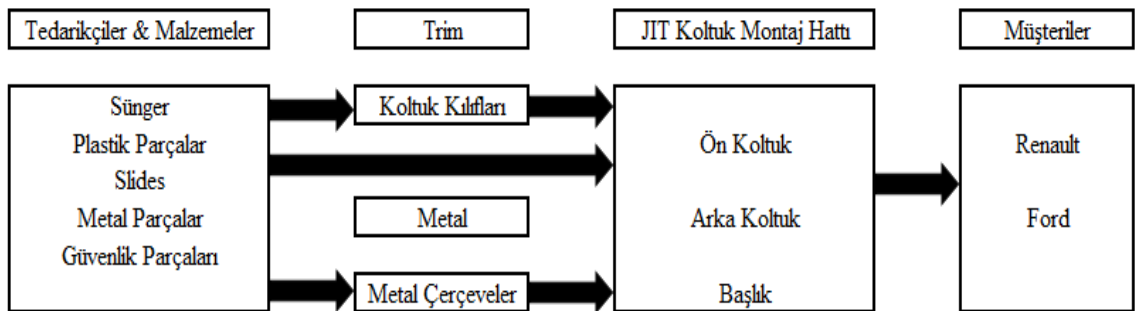 Tedarikçiler & Malzemeler
Trim
JIT Koltuk Montaj Hattı
Müşteriler
Sünger
Plastik Parçalar
Slides
Metal Parçalar
Güvenlik Parçaları
Koltuk Kılıfları
Metal
Metal Çerçeveler
Ön Koltuk
Arka Koltuk
Başlık
Renault
Ford